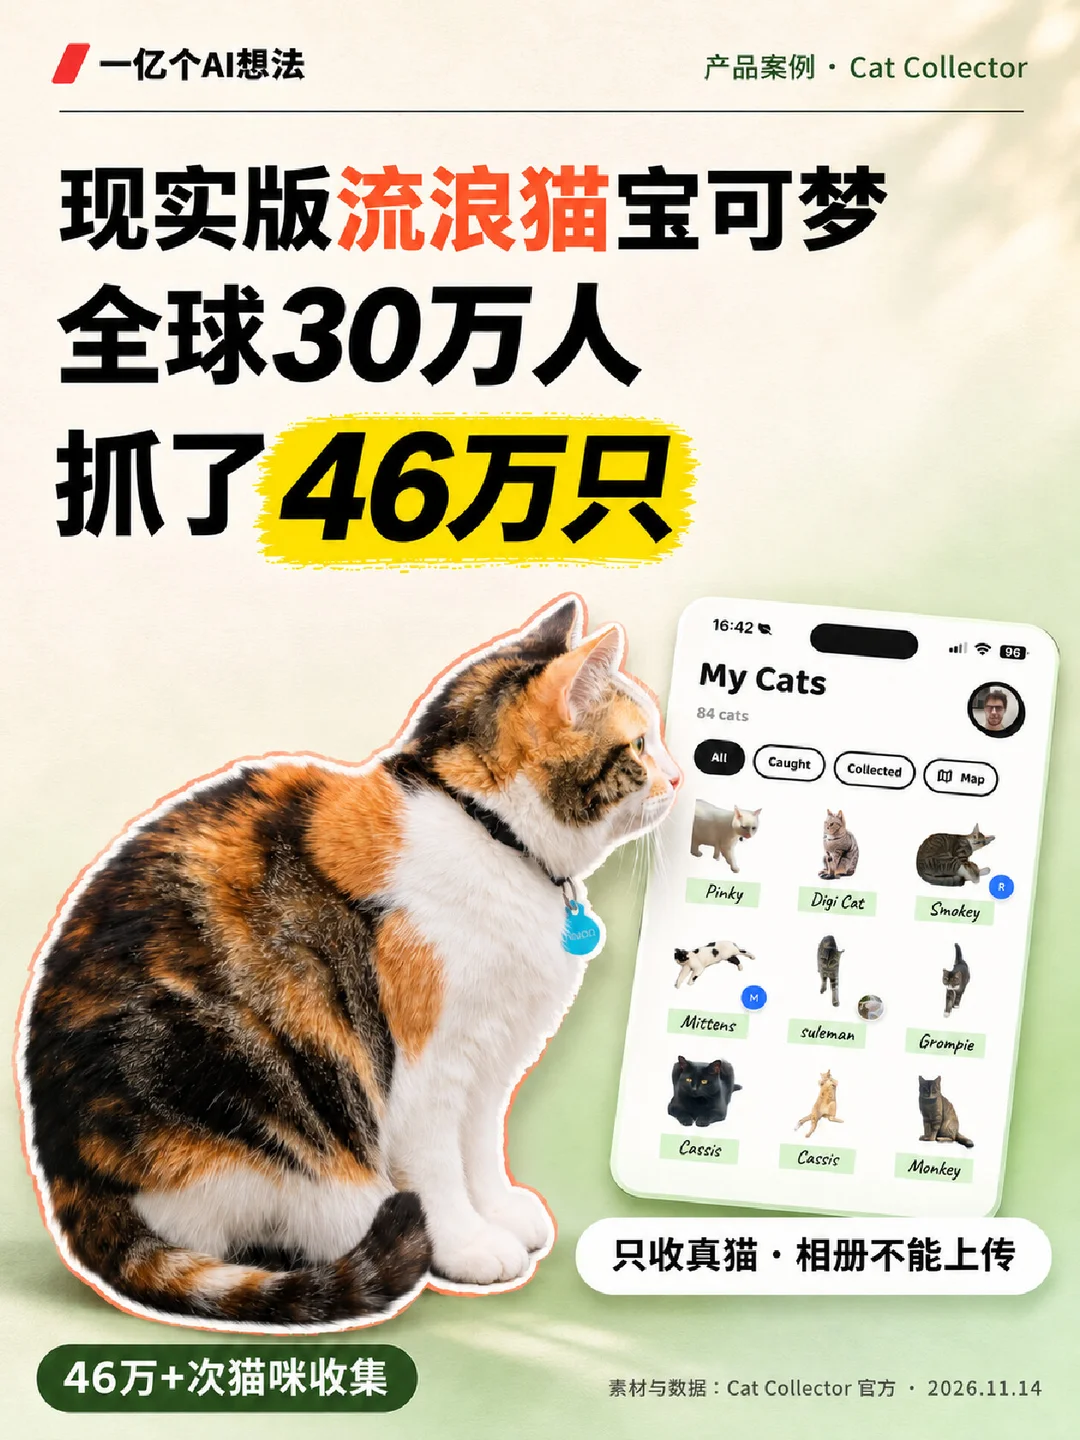 一亿个AI想法
产品案例 · Cat Collector
现实版流浪猫宝可梦
全球30万人
抓了46万只
16:42
96
My Cats
84 cats
All
Caught
Collected
Map
Pinky
Digi Cat
Smokey
R
Mittens
M
suleman
Grompie
Cassis
Cassis
Monkey
只收真猫 · 相册不能上传
46万+次猫咪收集
素材与数据：Cat Collector 官方 · 2026.11.14